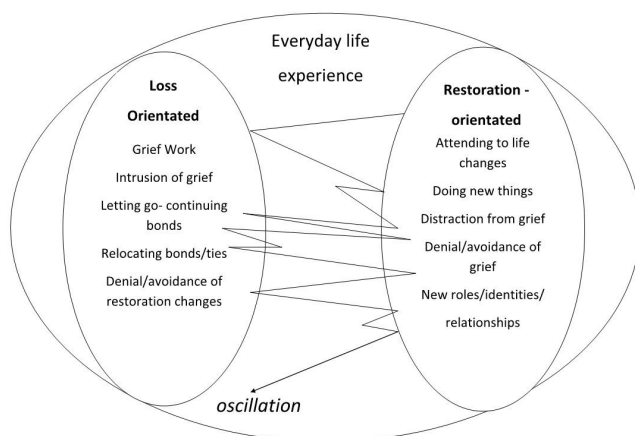 Everyday life
experience
Loss
Orientated
Grief Work
Intrusion of grief
Letting go- continuing
bonds
Relocating bonds/ties
Denial/avoidance of
restoration changes
Restoration -
orientated
Attending to life
changes
Doing new things
Distraction from grief
Denial/avoidance of
grief
New roles/identities/
relationships
oscillation